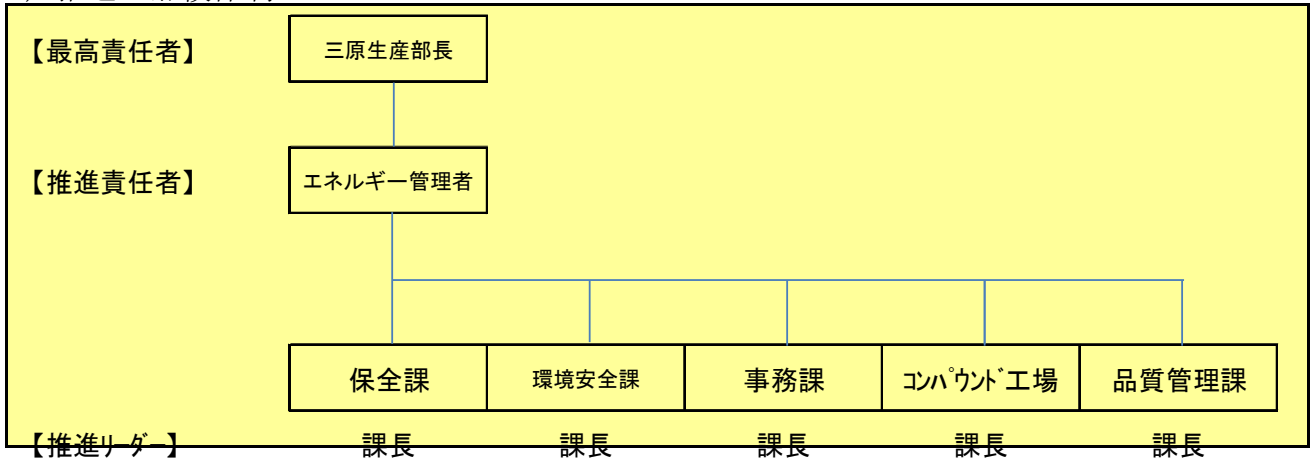 【最高責任者】 三原生産部長
【推進責任者】 エネルギー管理者
保全課 環境安全課 事務課 ｺﾝﾊﾟｳﾝﾄﾞ工場 品質管理課
【推進ﾘｰﾀﾞｰ】 課長 課長 課長 課長 課長